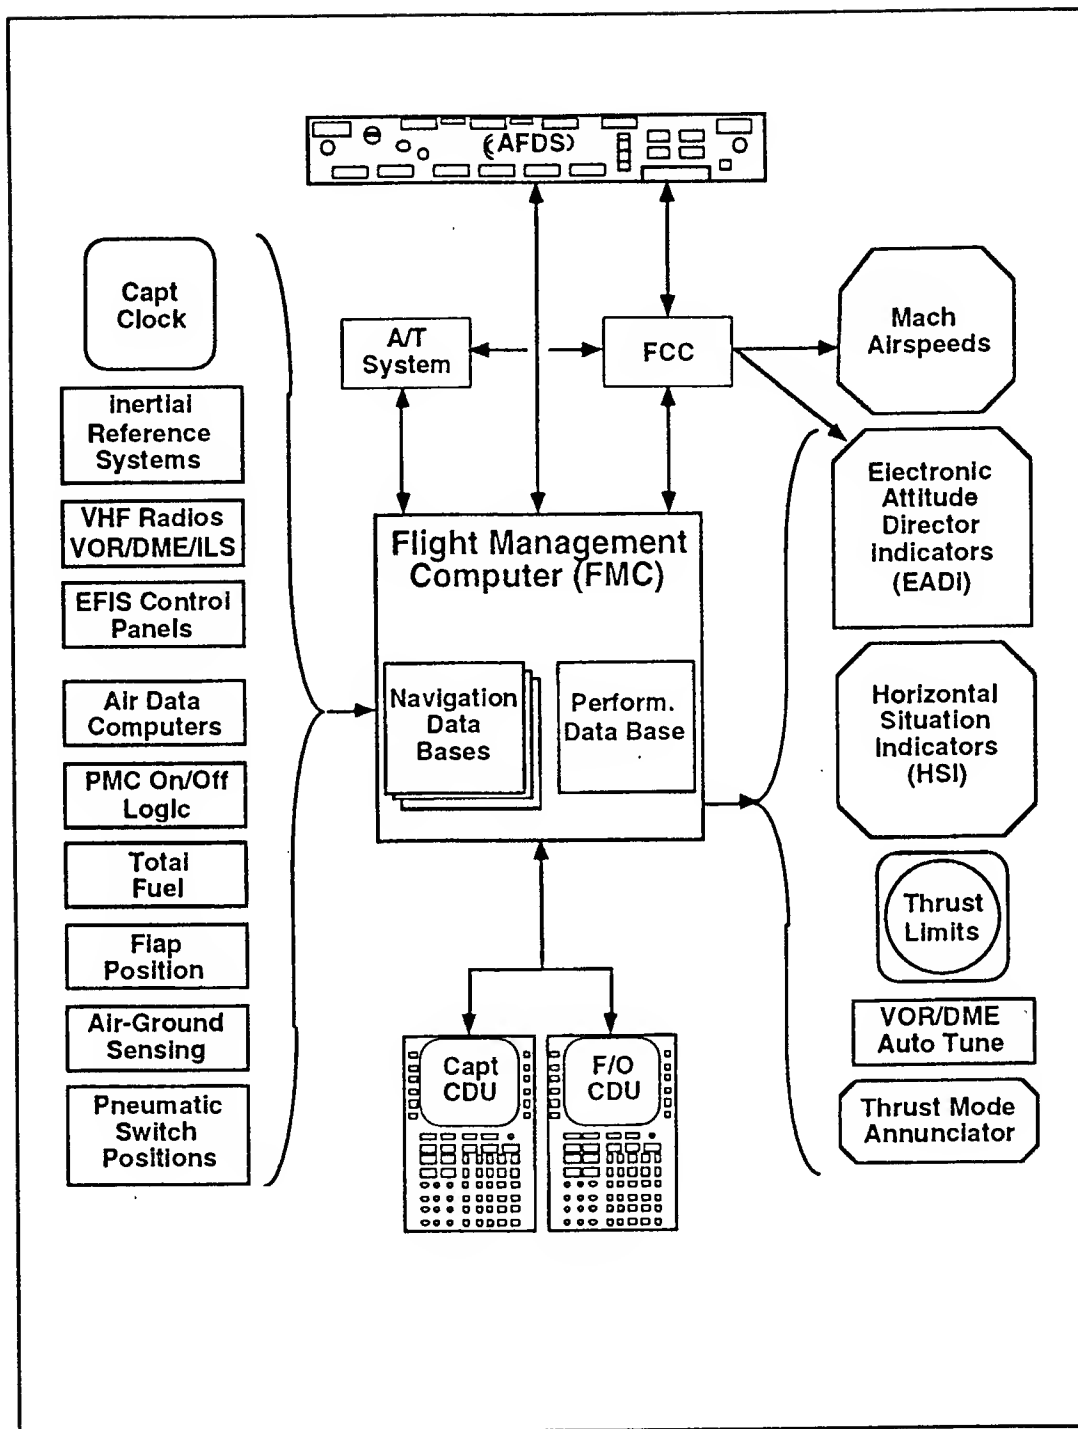 (AFDS)
Capt
Clock
Inertial
Reference
Systems
VHF Radios
VOR/DME/ILS
EFIS Control
Panels
Air Data
Computers
PMC On/Off
Logic
Total
Fuel
Flap
Position
Air-Ground
Sensing
Pneumatic
Switch
Positions
A/T
System
FCC
Flight Management
Computer (FMC)
Navigation
Data
Bases
Perform.
Data Base
Capt
CDU
F/O
CDU
Mach
Airspeeds
Electronic
Attitude
Director
Indicators
(EADI)
Horizontal
Situation
Indicators
(HSI)
Thrust
Limits
VOR/DME
Auto Tune
Thrust Mode
Annunciator